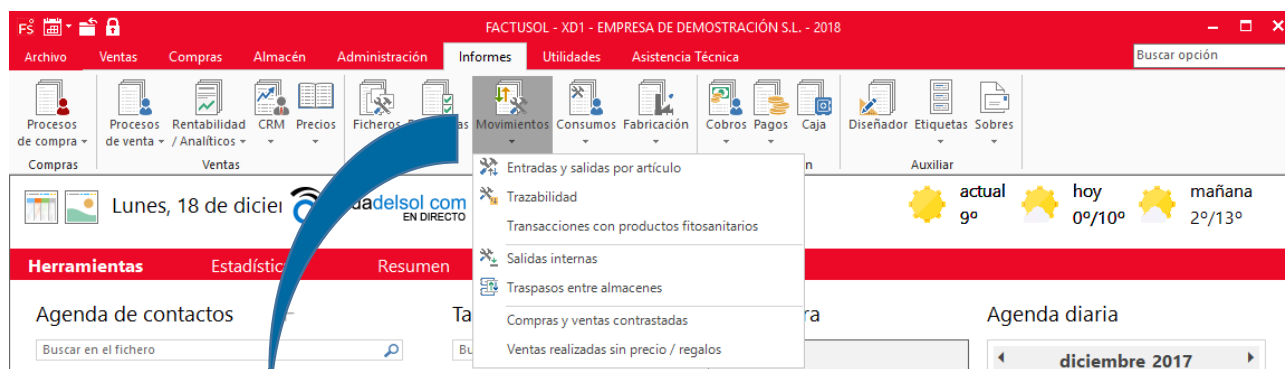 FS
FACTUSOL - XD1 - EMPRESA DE DEMOSTRACIÓN S.L. - 2018
Archivo Ventas Compras Almacén Administración Informes Utilidades Asistencia Técnica Buscar opción
Procesos de compra
Procesos de venta
Rentabilidad / Analíticos
CRM
Precios
Ficheros
Movimientos
Consumos
Fabricación
Cobros
Pagos
Caja
Diseñador
Etiquetas
Sobres
Compras Ventas Auxiliar
Entradas y salidas por artículo
Trazabilidad
Transacciones con productos fitosanitarios
Salidas internas
Traspasos entre almacenes
Compras y ventas contrastadas
Ventas realizadas sin precio / regalos
Lunes, 18 de
delsol com
EN DIRECTO
actual
9º
hoy
0º/10º
mañana
2º/13º
Herramientas Resumen
Agenda de contactos
Buscar en el fichero
Agenda diaria
diciembre 2017